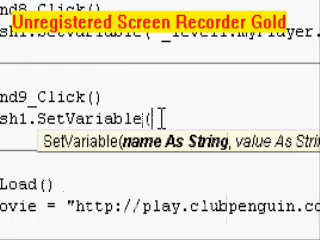 nd8_Click()
Unregistered Screen Recorder Gold
sh1.SetVariable("_level1.myPlayer.
nd9_Click()
sh1.SetVariable(
SetVariable(name As String, value As Stri
Load()
ovie = "http://play.clubpenguin.co